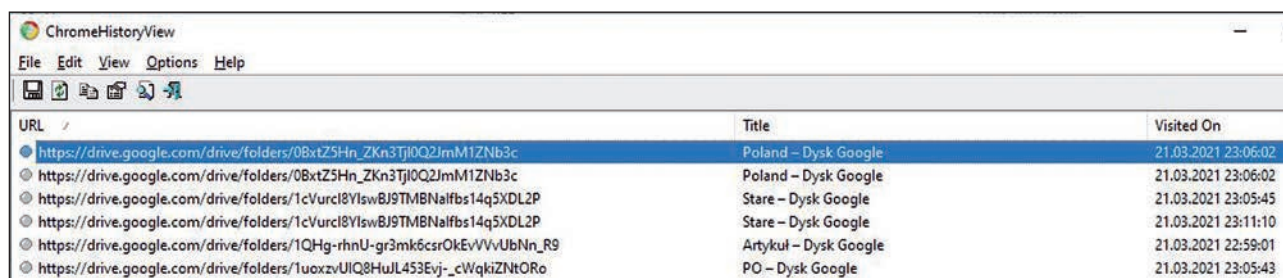 ChromeHistoryView
File Edit View Options Help
URL Title Visited On
https://drive.google.com/drive/folders/0BxtZ5Hn_ZKn3TjI0Q2JmM1ZNb3c Poland – Dysk Google 21.03.2021 23:06:02
https://drive.google.com/drive/folders/0BxtZ5Hn_ZKn3TjI0Q2JmM1ZNb3c Poland – Dysk Google 21.03.2021 23:06:02
https://drive.google.com/drive/folders/1cVurcI8YIswBJ9TMBNalfbs14q5XDL2P Stare – Dysk Google 21.03.2021 23:05:45
https://drive.google.com/drive/folders/1cVurcI8YIswBJ9TMBNalfbs14q5XDL2P Stare – Dysk Google 21.03.2021 23:11:10
https://drive.google.com/drive/folders/1QHg-rhnU-gr3mk6csrOkEvVVvUbNn_R9 Artykuł – Dysk Google 21.03.2021 22:59:01
https://drive.google.com/drive/folders/1uoxzvUIQ8HuJL453Evj-_cWqkiZNtORo PO – Dysk Google 21.03.2021 23:05:43